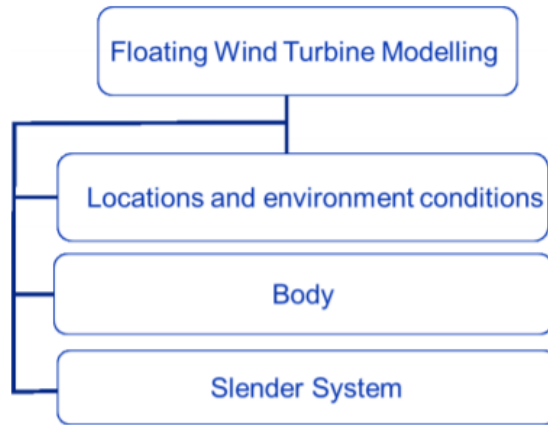 Floating Wind Turbine Modelling
Locations and environment conditions
Body
Slender System